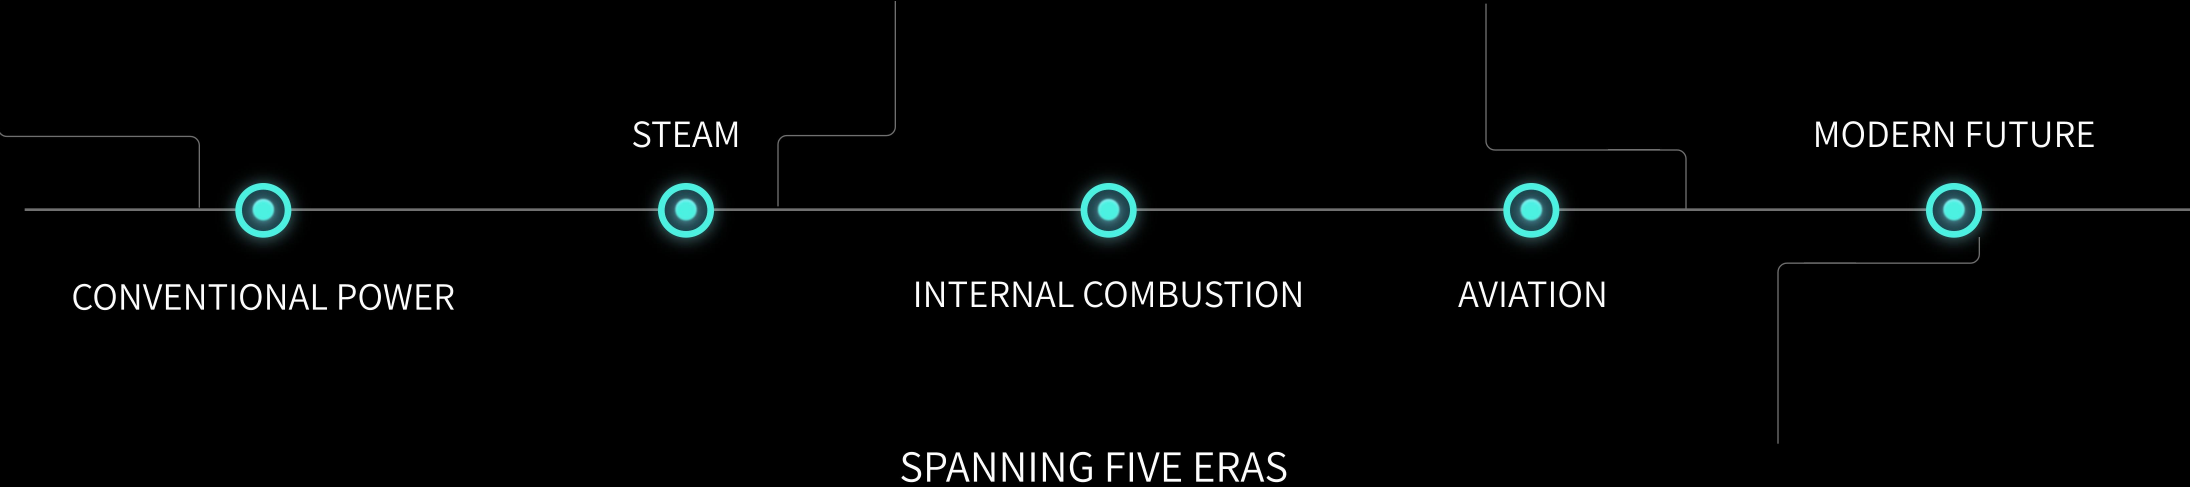 STEAM
MODERN FUTURE
CONVENTIONAL POWER
INTERNAL COMBUSTION
AVIATION
SPANNING FIVE ERAS